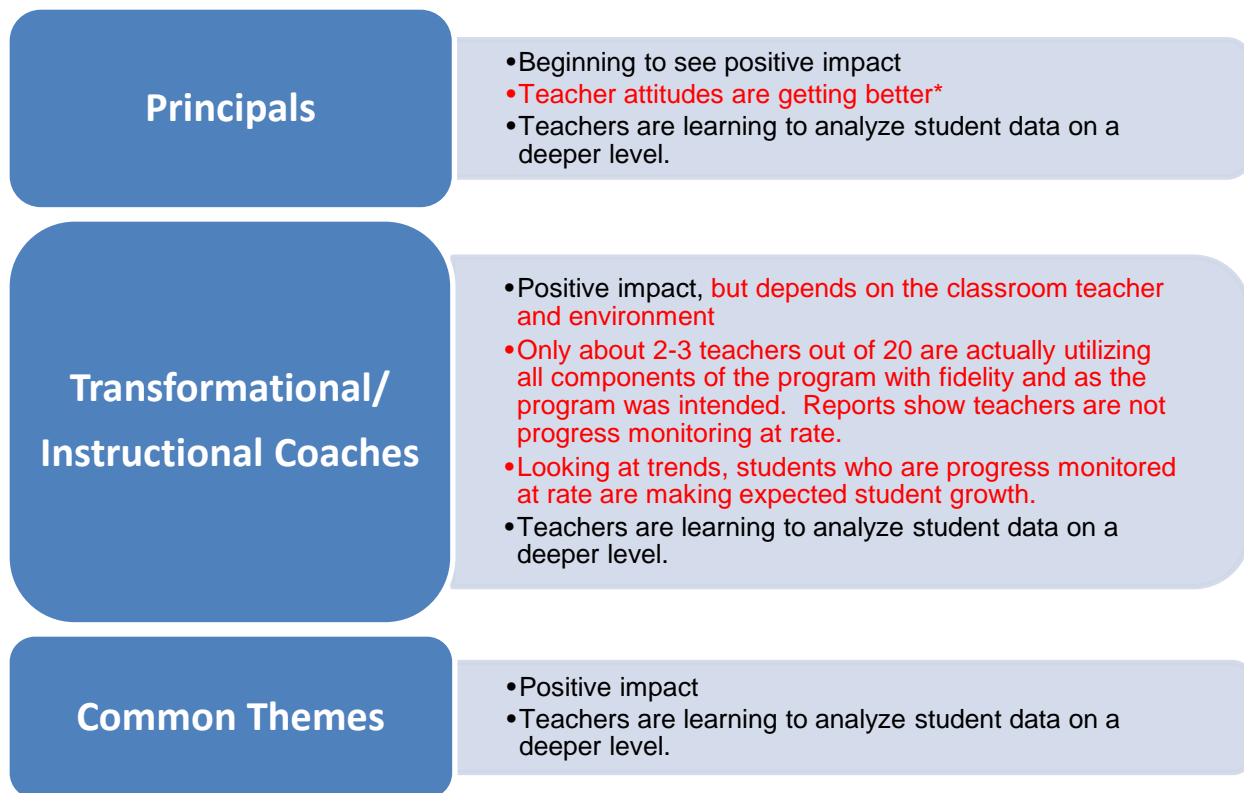 Principals
•Beginning to see positive impact
•Teacher attitudes are getting better*
•Teachers are learning to analyze student data on a
deeper level.
Transformational/
Instructional Coaches
•Positive impact, but depends on the classroom teacher
and environment
•Only about 2-3 teachers out of 20 are actually utilizing
all components of the program with fidelity and as the
program was intended.  Reports show teachers are not
progress monitoring at rate.
•Looking at trends, students who are progress monitored
at rate are making expected student growth.
•Teachers are learning to analyze student data on a
deeper level.
Common Themes
•Positive impact
•Teachers are learning to analyze student data on a
deeper level.